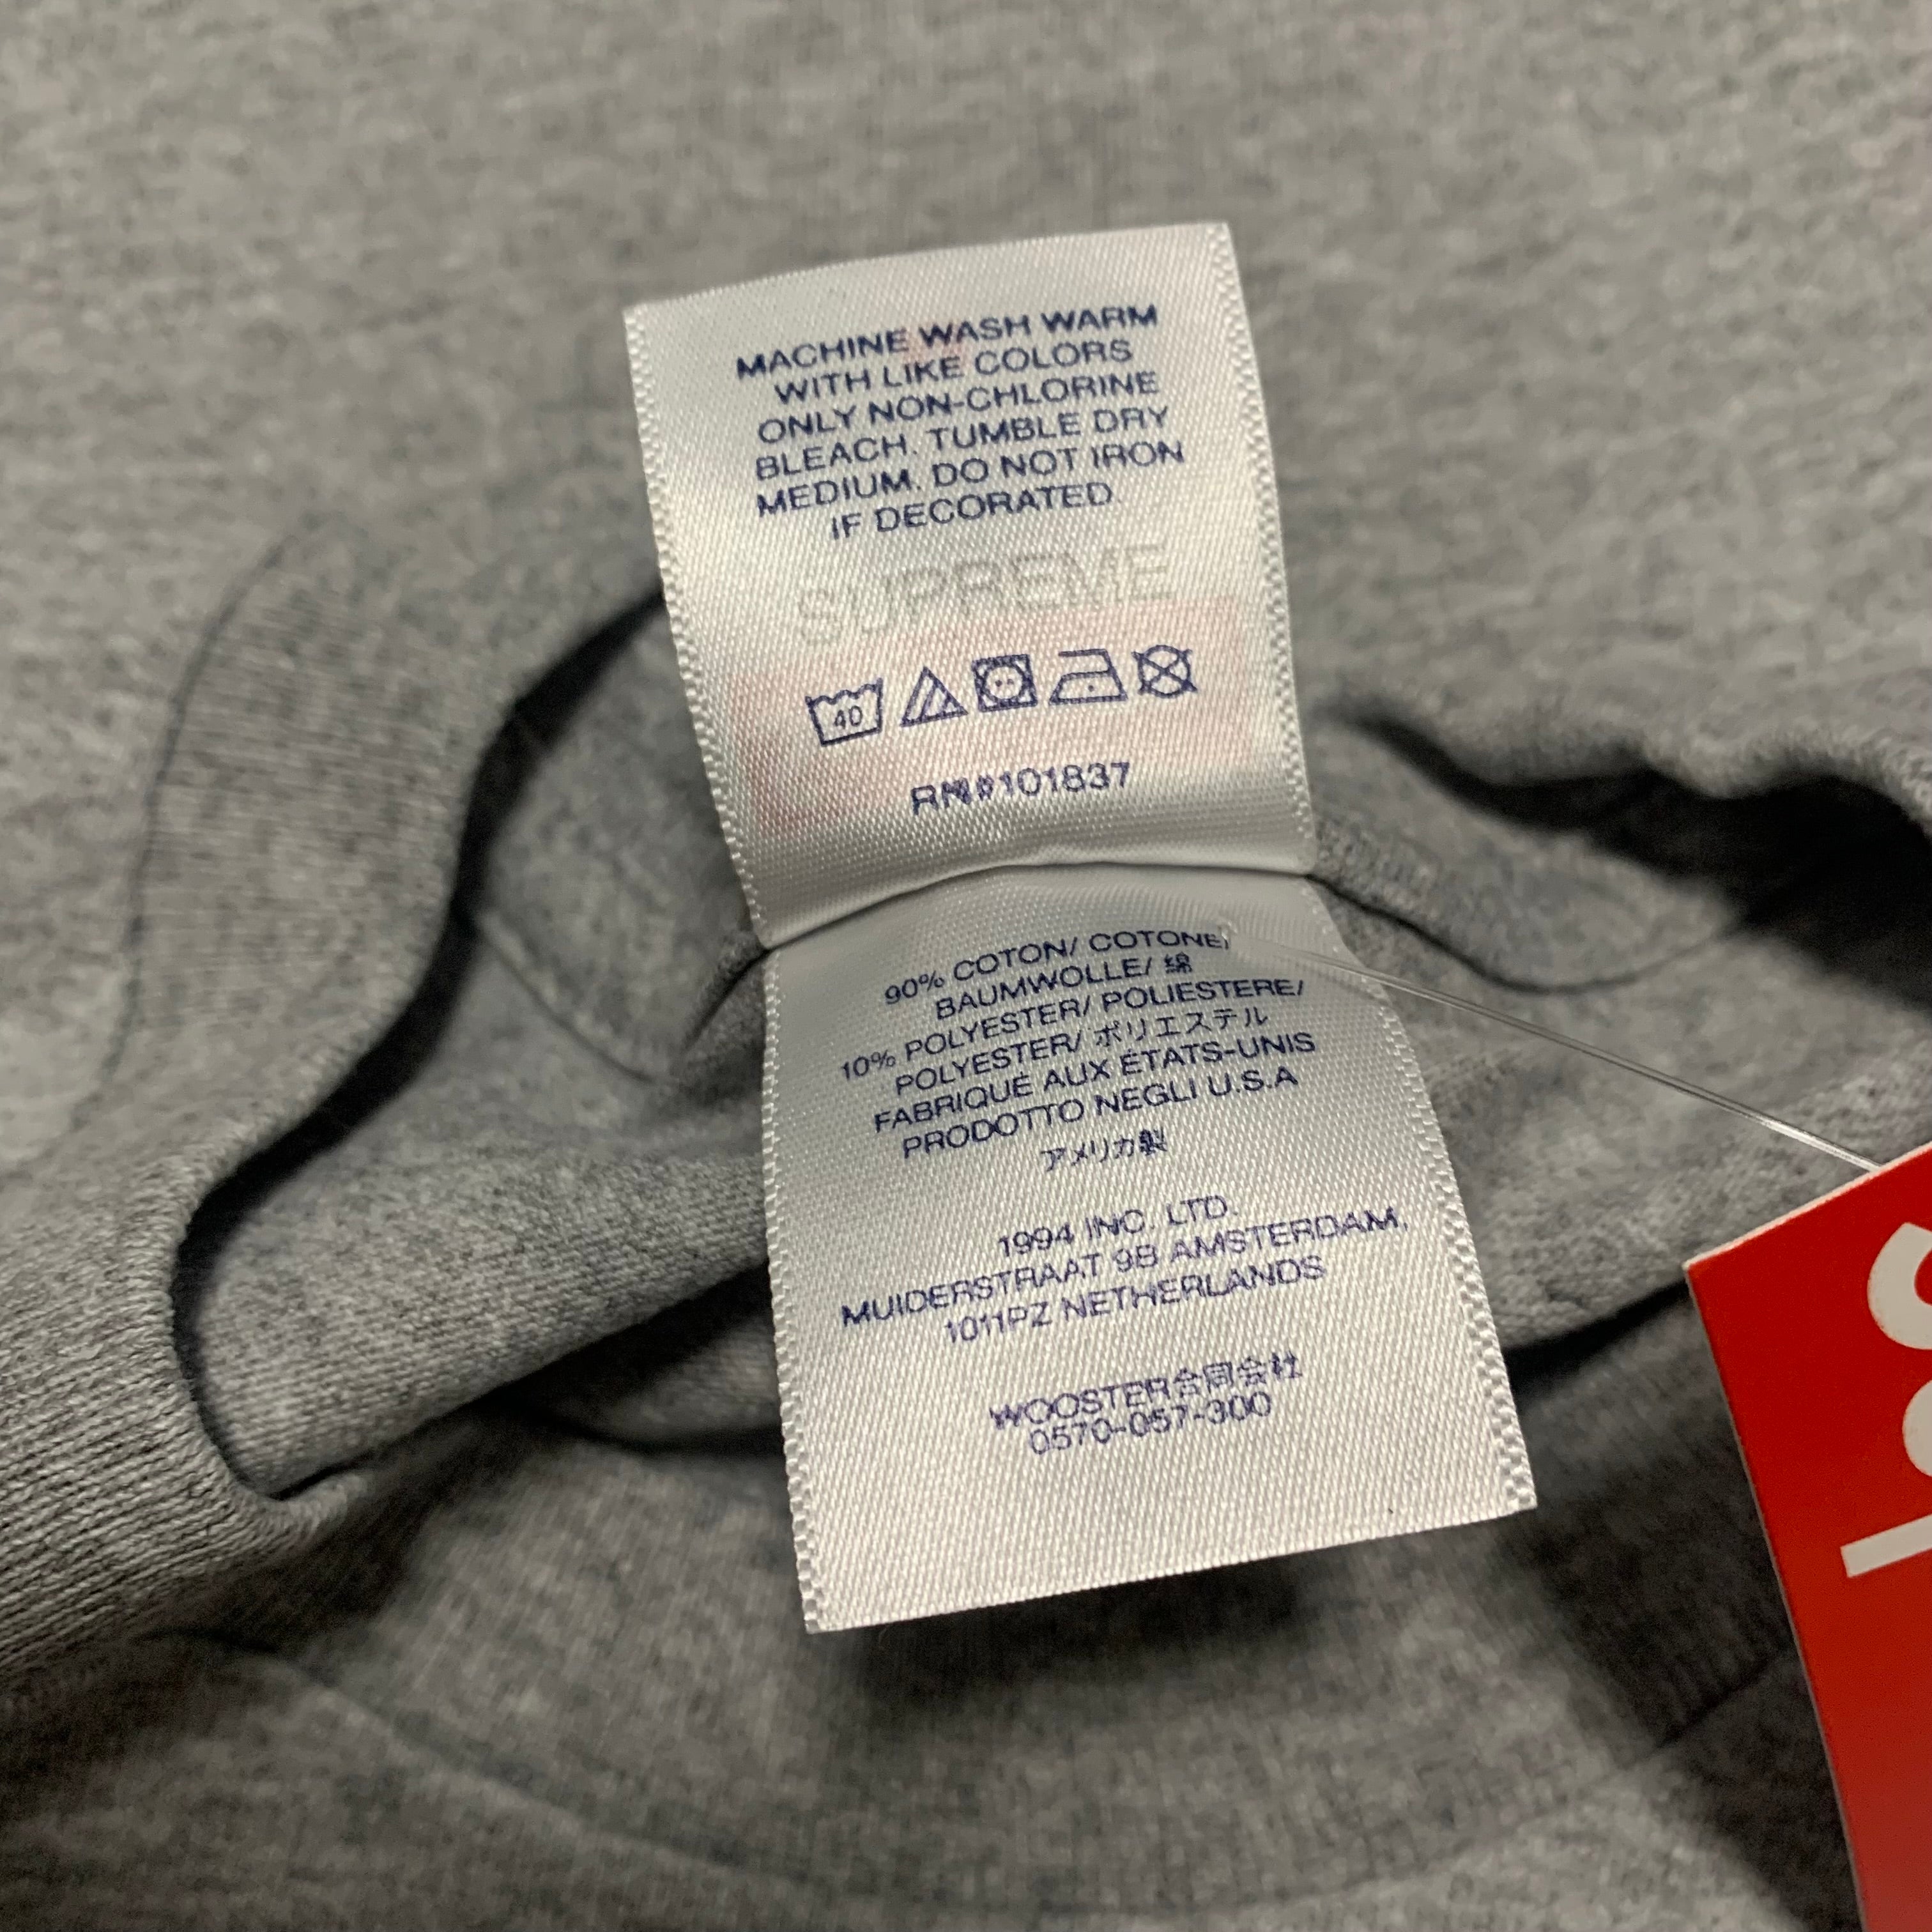 MACHINE WASH WARM
WITH LIKE COLORS
ONLY NON-CHLORINE
BLEACH. TUMBLE DRY
MEDIUM. DO NOT IRON
IF DECORATED.
SUPREME
40
RN#101837
90% COTON/ COTONE/
BAUMWOLLE/ 綿
10% POLYESTER/ POLIESTERE/
POLYESTER/ ポリエステル
FABRIQUÉ AUX ÉTATS-UNIS
PRODOTTO NEGLI U.S.A
アメリカ製
1994 INC. LTD.
MUIDERSTRAAT 9B AMSTERDAM,
1011PZ NETHERLANDS
WOOSTER合同会社
0570-057-300